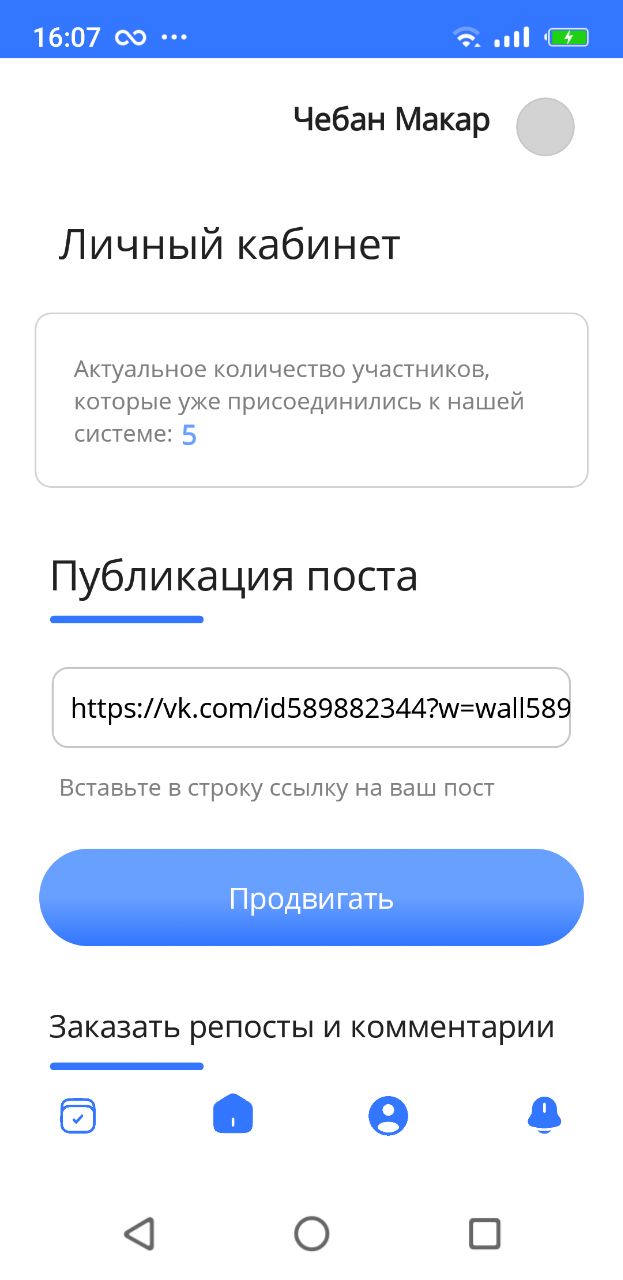 16:07
Чебан Макар
Личный кабинет
Актуальное количество участников,
которые уже присоединились к нашей
системе: 5
Публикация поста
https://vk.com/id589882344?w=wall589
Вставьте в строку ссылку на ваш пост
Продвигать
Заказать репосты и комментарии